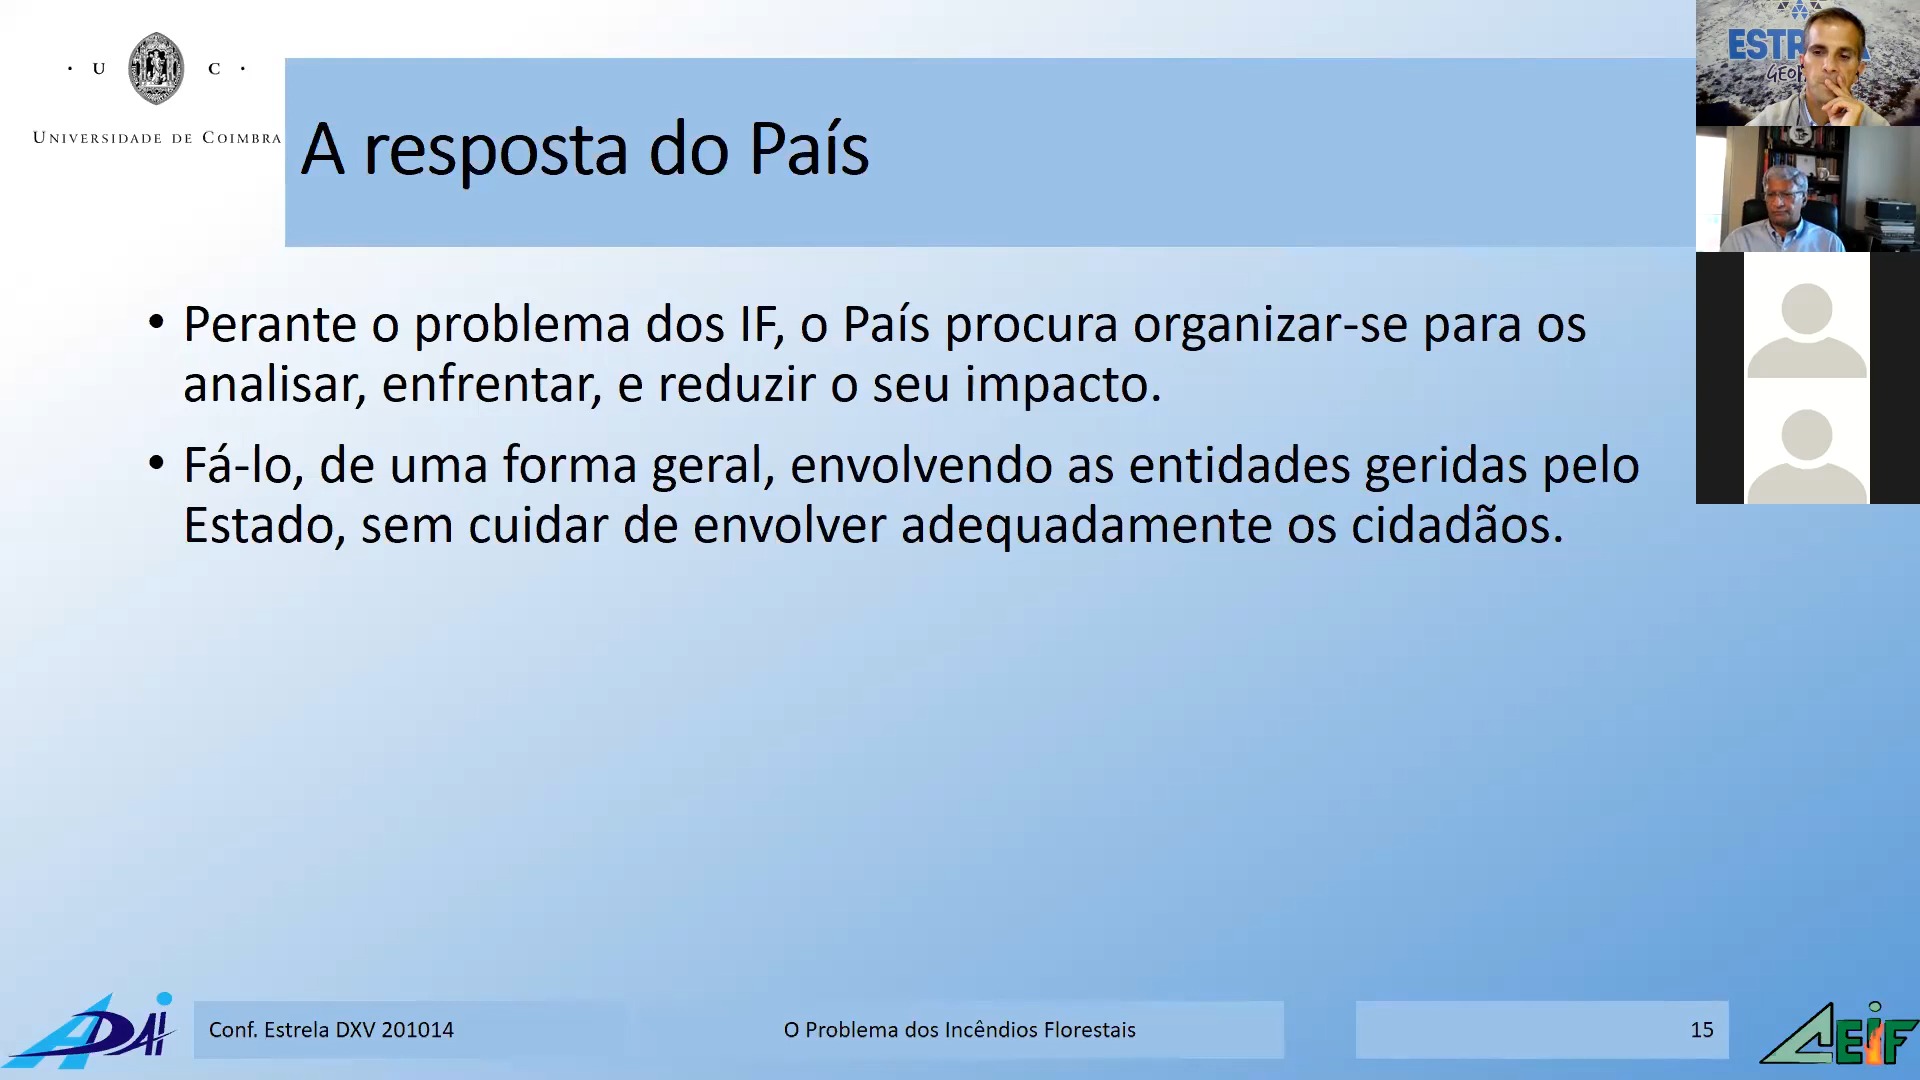 · U C ·
UNIVERSIDADE DE COIMBRA
A resposta do País
• Perante o problema dos IF, o País procura organizar-se para os
analisar, enfrentar, e reduzir o seu impacto.
• Fá-lo, de uma forma geral, envolvendo as entidades geridas pelo
Estado, sem cuidar de envolver adequadamente os cidadãos.
ADAI
Conf. Estrela DXV 201014
O Problema dos Incêndios Florestais
15
CEIF